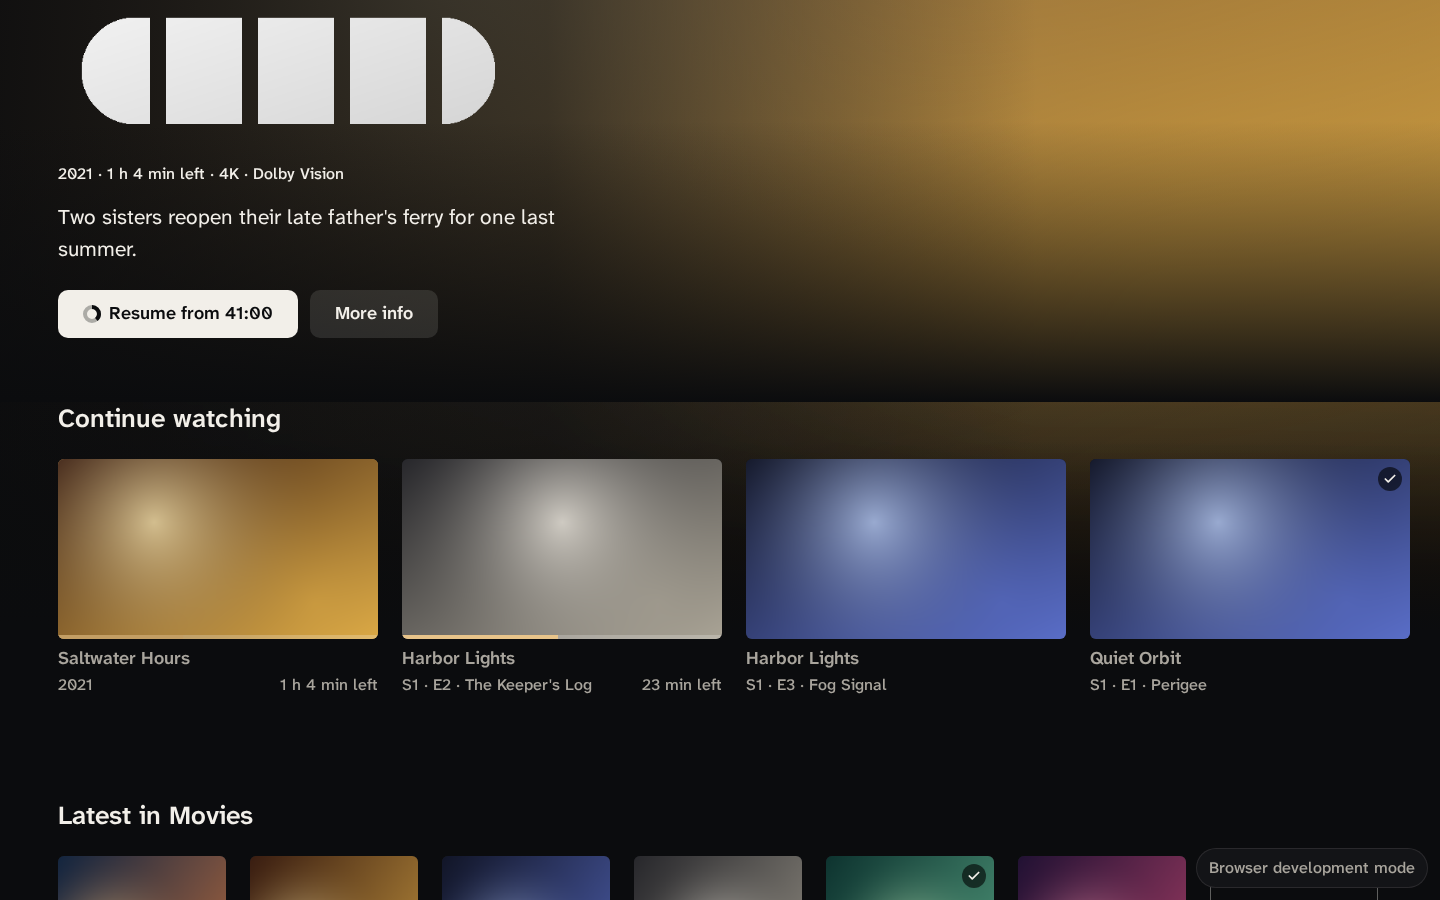 2021 · 1 h 4 min left · 4K · Dolby Vision
Two sisters reopen their late father's ferry for one last
summer.
Resume from 41:00
More info
Continue watching
Saltwater Hours
2021
1 h 4 min left
Harbor Lights
S1 · E2 · The Keeper's Log
23 min left
Harbor Lights
S1 · E3 · Fog Signal
Quiet Orbit
S1 · E1 · Perigee
Latest in Movies
Browser development mode